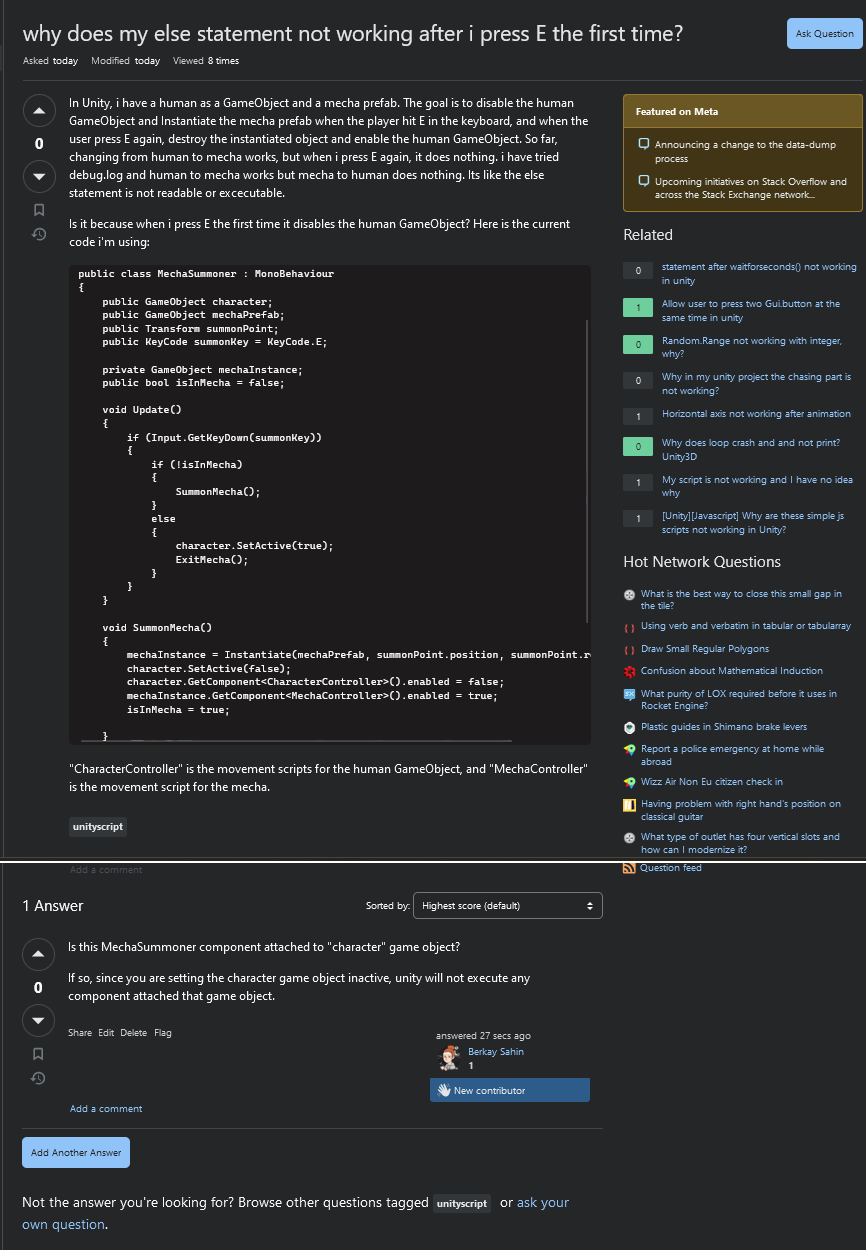 why does my else statement not working after i press E the first time?
Ask Question
Asked today Modified today Viewed 8 times
0
In Unity, i have a human as a GameObject and a mecha prefab. The goal is to disable the human
GameObject and Instantiate the mecha prefab when the player hit E in the keyboard, and when the
user press E again, destroy the instantiated object and enable the human GameObject. So far,
changing from human to mecha works, but when i press E again, it does nothing. i have tried
debug.log and human to mecha works but mecha to human does nothing. Its like the else
statement is not readable or excecutable.
Is it because when i press E the first time it disables the human GameObject? Here is the current
code i'm using:
public class MechaSummoner : MonoBehaviour
{
public GameObject character;
public GameObject mechaPrefab;
public Transform summonPoint;
public KeyCode summonKey = KeyCode.E;
private GameObject mechaInstance;
public bool isInMecha = false;
void Update()
{
if (Input.GetKeyDown(summonKey))
{
if (!isInMecha)
{
SummonMecha();
}
else
{
character.SetActive(true);
ExitMecha();
}
}
}
void SummonMecha()
{
mechaInstance = Instantiate(mechaPrefab, summonPoint.position, summonPoint.r
character.SetActive(false);
character.GetComponent<CharacterController>().enabled = false;
mechaInstance.GetComponent<MechaController>().enabled = true;
isInMecha = true;
}
"CharacterController" is the movement scripts for the human GameObject, and "MechaController"
is the movement script for the mecha.
unityscript
Add a comment
Featured on Meta
Announcing a change to the data-dump
process
Upcoming initiatives on Stack Overflow and
across the Stack Exchange network...
Related
0 statement after waitforseconds() not working
in unity
1 Allow user to press two Gui.button at the
same time in unity
0 Random.Range not working with integer,
why?
0 Why in my unity project the chasing part is
not working?
1 Horizontal axis not working after animation
0 Why does loop crash and and not print?
Unity3D
1 My script is not working and I have no idea
why
1 [Unity][Javascript] Why are these simple js
scripts not working in Unity?
Hot Network Questions
What is the best way to close this small gap in
the tile?
Using verb and verbatim in tabular or tabularray
Draw Small Regular Polygons
Confusion about Mathematical Induction
What purity of LOX required before it uses in
Rocket Engine?
Plastic guides in Shimano brake levers
Report a police emergency at home while
abroad
Wizz Air Non Eu citizen check in
Having problem with right hand's position on
classical guitar
What type of outlet has four vertical slots and
how can I modernize it?
Question feed
1 Answer
Sorted by: Highest score (default)
0
Is this MechaSummoner component attached to "character" game object?
If so, since you are setting the character game object inactive, unity will not execute any
component attached that game object.
Share Edit Delete Flag
answered 27 secs ago
Berkay Sahin
1
New contributor
Add a comment
Add Another Answer
Not the answer you're looking for? Browse other questions tagged unityscript or ask your
own question.